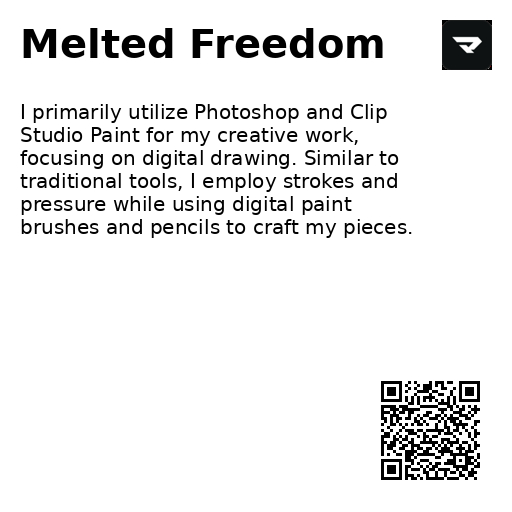 Melted Freedom
I primarily utilize Photoshop and Clip
Studio Paint for my creative work,
focusing on digital drawing. Similar to
traditional tools, I employ strokes and
pressure while using digital paint
brushes and pencils to craft my pieces.